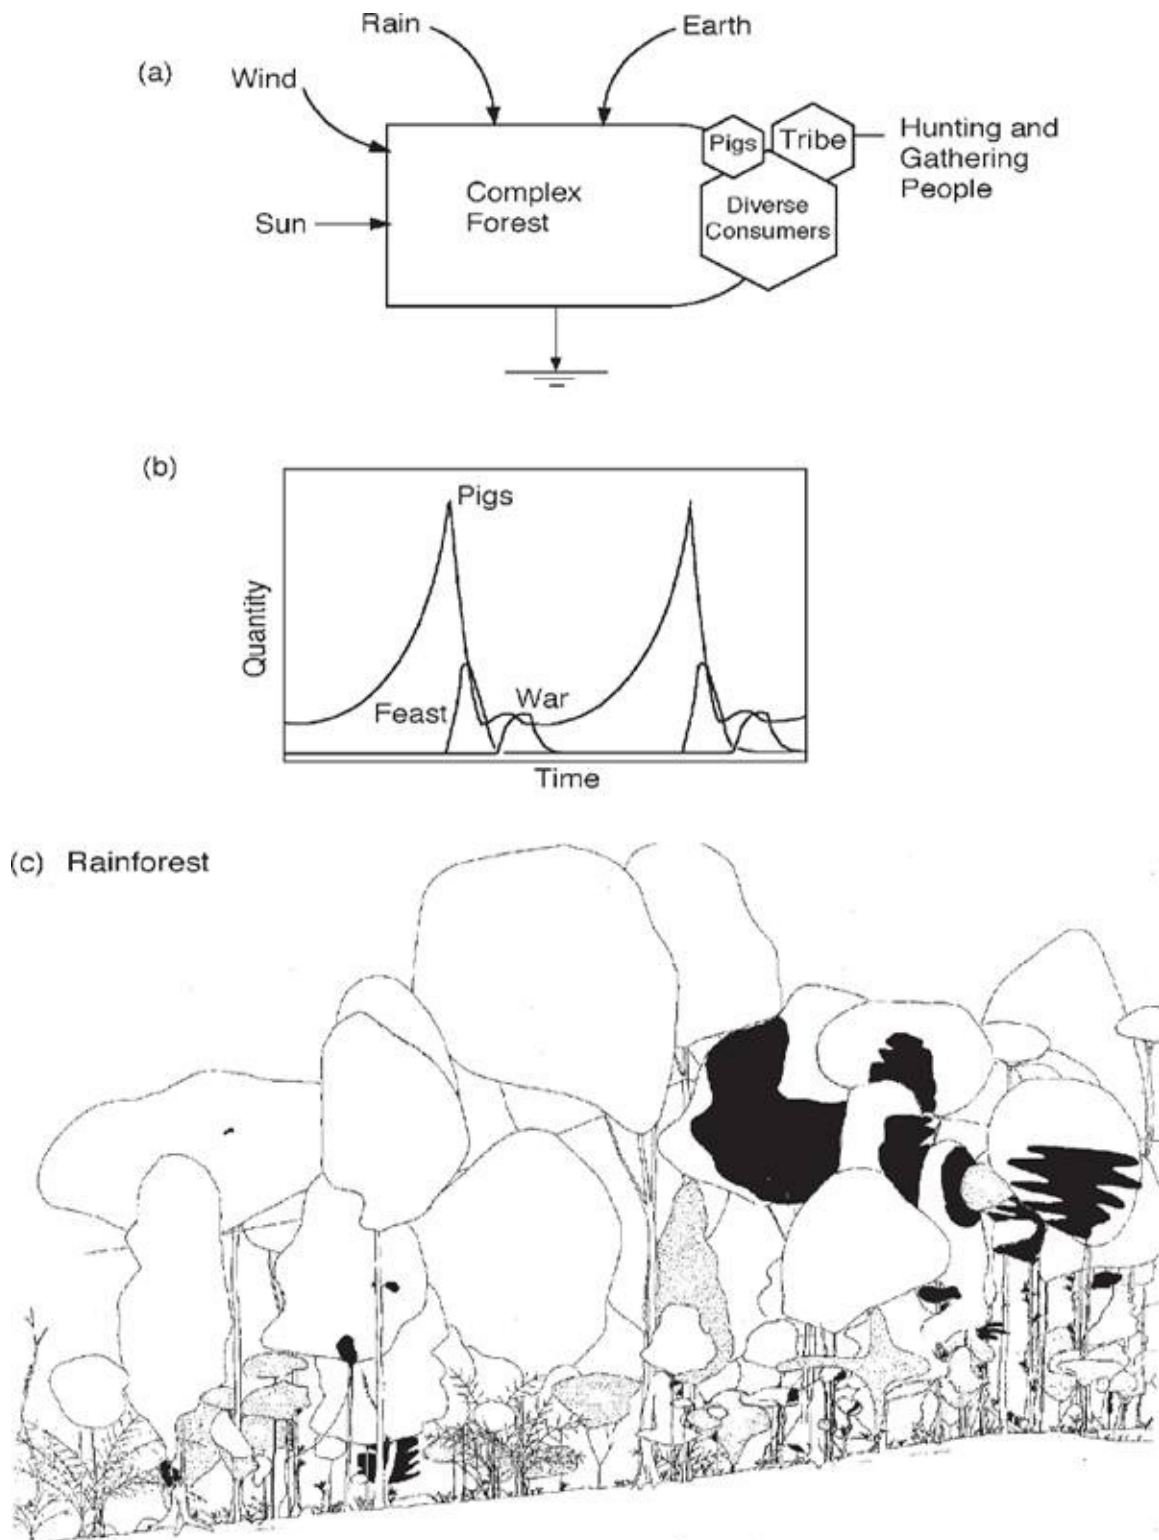 (a)
Rain
Earth
Wind
Sun
Complex
Forest
Pigs
Tribe
Diverse
Consumers
Hunting and
Gathering
People
(b)
Quantity
Pigs
Feast
War
Time
(c) Rainforest